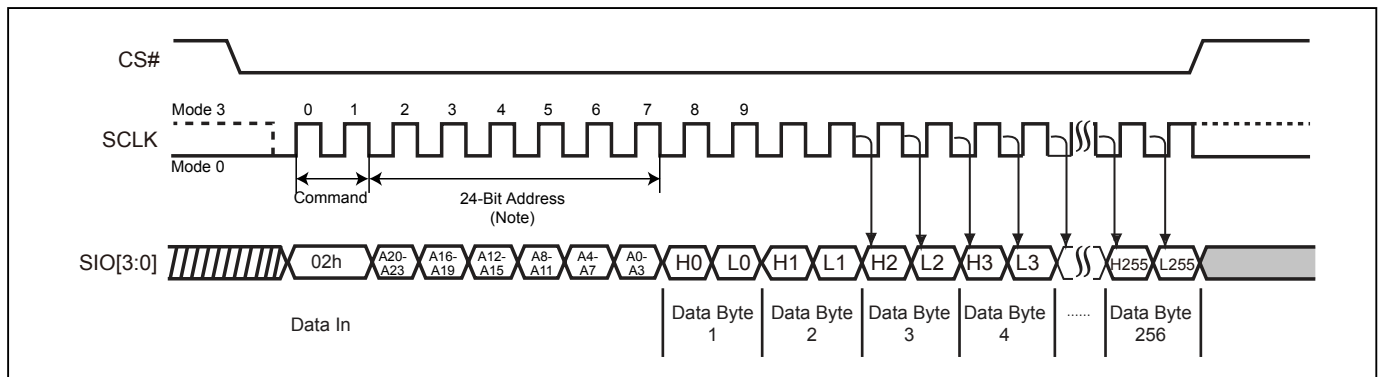 CS#
Mode 3
0 1 2 3 4 5 6 7 8 9
SCLK
Mode 0
Command
24-Bit Address
(Note)
SIO[3:0]
02h
A20-
A23
A16-
A19
A12-
A15
A8-
A11
A4-
A7
A0-
A3
H0 L0 H1 L1 H2 L2 H3 L3 H255 L255
Data In
Data Byte
1
Data Byte
2
Data Byte
3
Data Byte
4
......
Data Byte
256